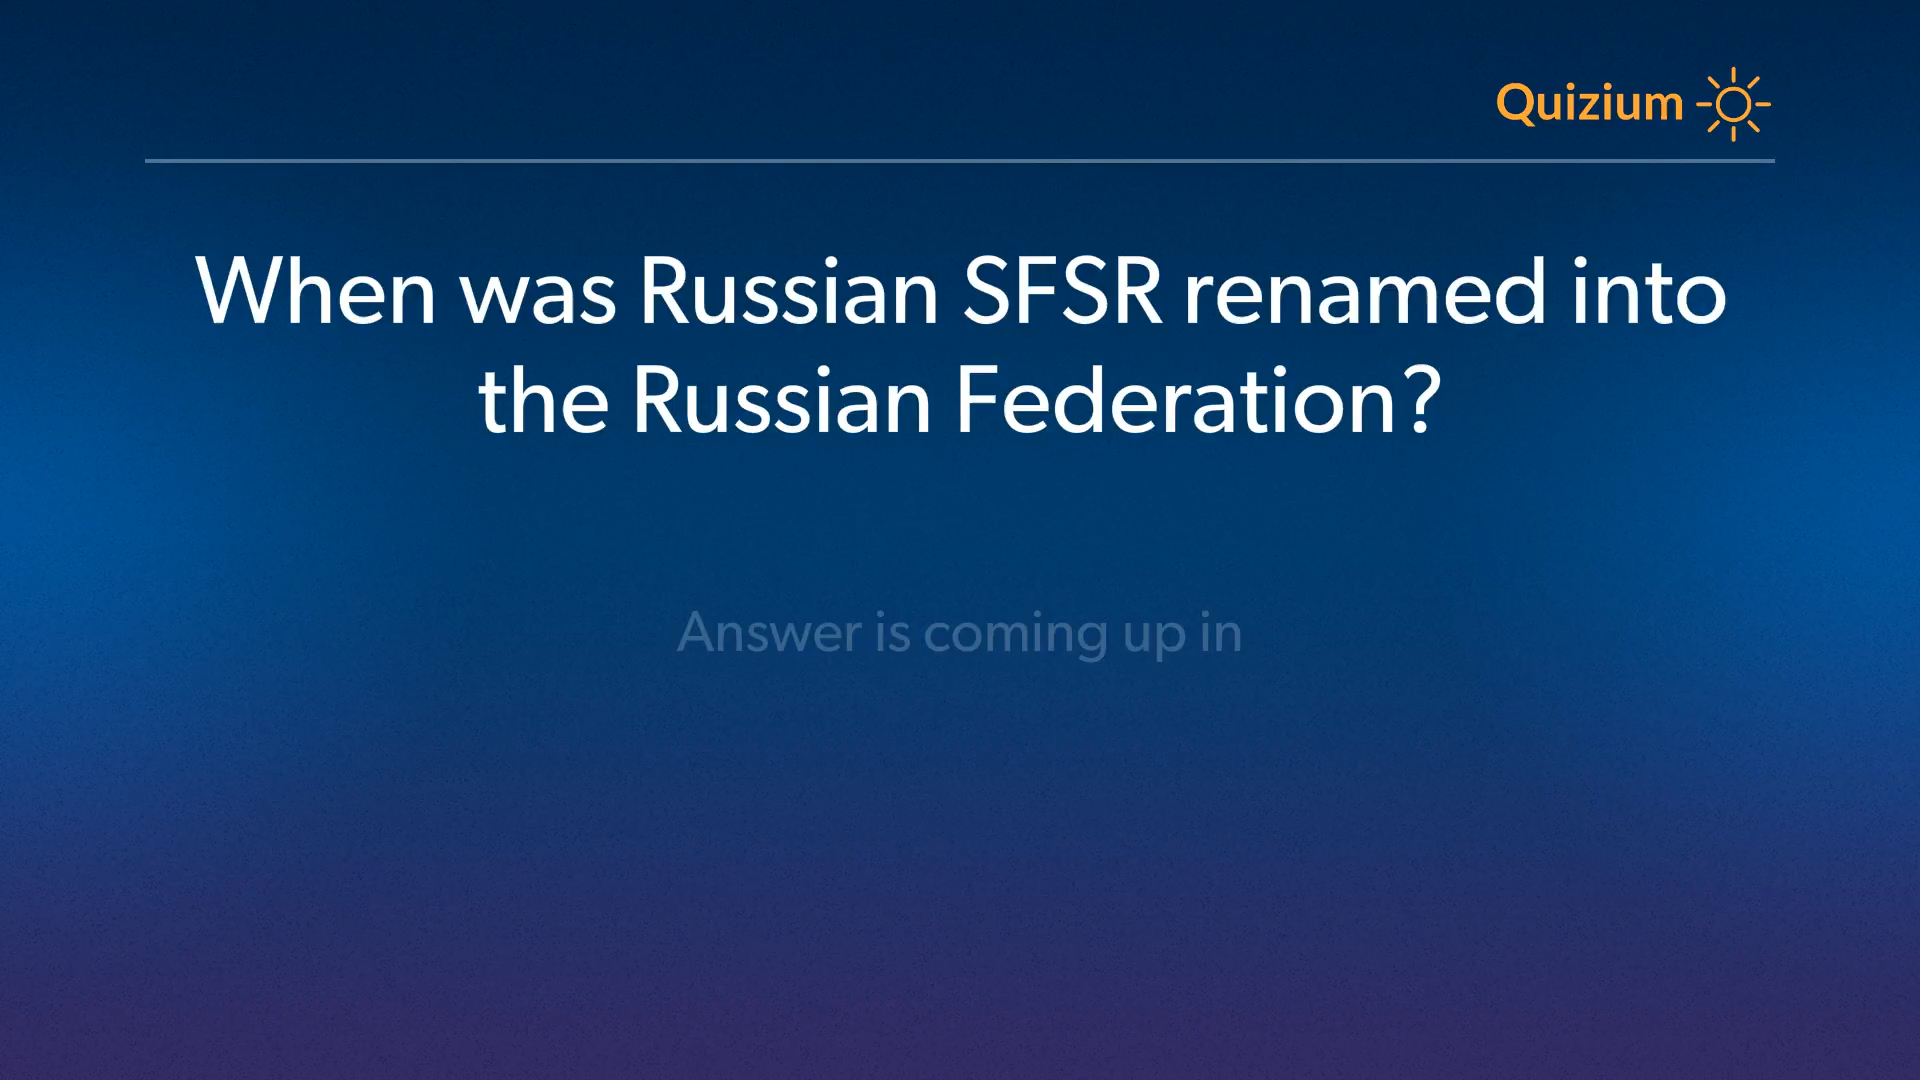 Quizium
When was Russian SFSR renamed into
the Russian Federation?
Answer is coming up in